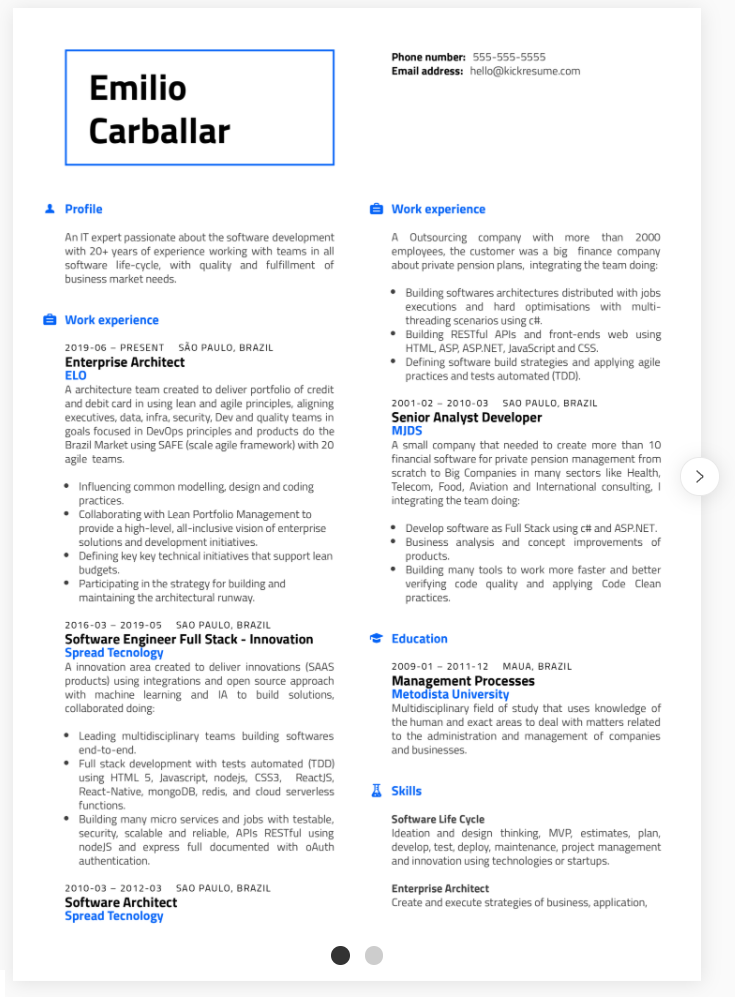 Emilio
Carballar
Phone number: 555-555-5555
Email address: hello@kickresume.com
Profile
An IT expert passionate about the software development
with 20+ years of experience working with teams in all
software life-cycle, with quality and fulfillment of
business market needs.
Work experience
2019-06 – PRESENT SÃO PAULO, BRAZIL
Enterprise Architect
ELO
A architecture team created to deliver portfolio of credit
and debit card in using lean and agile principles, aligning
executives, data, infra, security, Dev and quality teams in
goals focused in DevOps principles and products do the
Brazil Market using SAFE (scale agile framework) with 20
agile teams.
• Influencing common modelling, design and coding
practices.
• Collaborating with Lean Portfolio Management to
provide a high-level, all-inclusive vision of enterprise
solutions and development initiatives.
• Defining key key technical initiatives that support lean
budgets.
• Participating in the strategy for building and
maintaining the architectural runway.
2016-03 – 2019-05 SAO PAULO, BRAZIL
Software Engineer Full Stack - Innovation
Spread Tecnology
A innovation area created to deliver innovations (SAAS
products) using integrations and open source approach
with machine learning and IA to build solutions,
collaborated doing:
• Leading multidisciplinary teams building softwares
end-to-end.
• Full stack development with tests automated (TDD)
using HTML 5, Javascript, nodejs, CSS3, ReactJS,
React-Native, mongoDB, redis, and cloud serverless
functions.
• Building many micro services and jobs with testable,
security, scalable and reliable, APIs RESTful using
nodeJS and express full documented with oAuth
authentication.
2010-03 – 2012-03 SAO PAULO, BRAZIL
Software Architect
Spread Tecnology
Work experience
A Outsourcing company with more than 2000
employees, the customer was a big finance company
about private pension plans, integrating the team doing:
• Building softwares architectures distributed with jobs
executions and hard optimisations with multi-
threading scenarios using c#.
• Building RESTful APIs and front-ends web using
HTML, ASP, ASP.NET, JavaScript and CSS.
• Defining software build strategies and applying agile
practices and tests automated (TDD).
2001-02 – 2010-03 SAO PAULO, BRAZIL
Senior Analyst Developer
MJDS
A small company that needed to create more than 10
financial software for private pension management from
scratch to Big Companies in many sectors like Health,
Telecom, Food, Aviation and International consulting, I
integrating the team doing:
• Develop software as Full Stack using c# and ASP.NET.
• Business analysis and concept improvements of
products.
• Building many tools to work more faster and better
verifying code quality and applying Code Clean
practices.
Education
2009-01 – 2011-12 MAUA, BRAZIL
Management Processes
Metodista University
Multidisciplinary field of study that uses knowledge of
the human and exact areas to deal with matters related
to the administration and management of companies
and businesses.
Skills
Software Life Cycle
Ideation and design thinking, MVP, estimates, plan,
develop, test, deploy, maintenance, project management
and innovation using technologies or startups.
Enterprise Architect
Create and execute strategies of business, application,